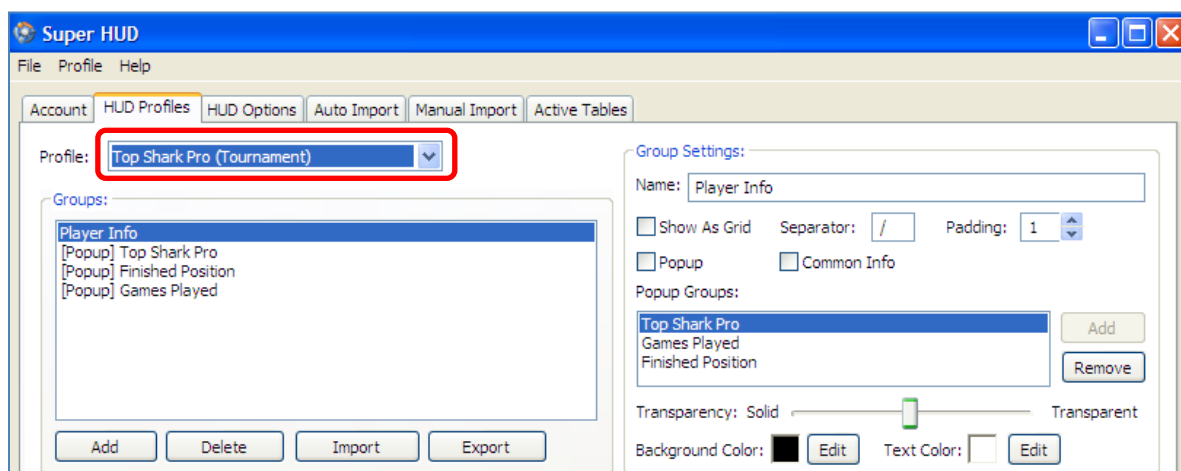 Super HUD
File Profile Help
Account HUD Profiles HUD Options Auto Import Manual Import Active Tables
Profile: Top Shark Pro (Tournament)
Groups:
Player Info
[Popup] Top Shark Pro
[Popup] Finished Position
[Popup] Games Played
Add Delete Import Export
Group Settings:
Name: Player Info
Show As Grid Separator: / Padding: 1
Popup Common Info
Popup Groups:
Top Shark Pro
Games Played
Finished Position
Add
Remove
Transparency: Solid Transparent
Background Color: Edit Text Color: Edit